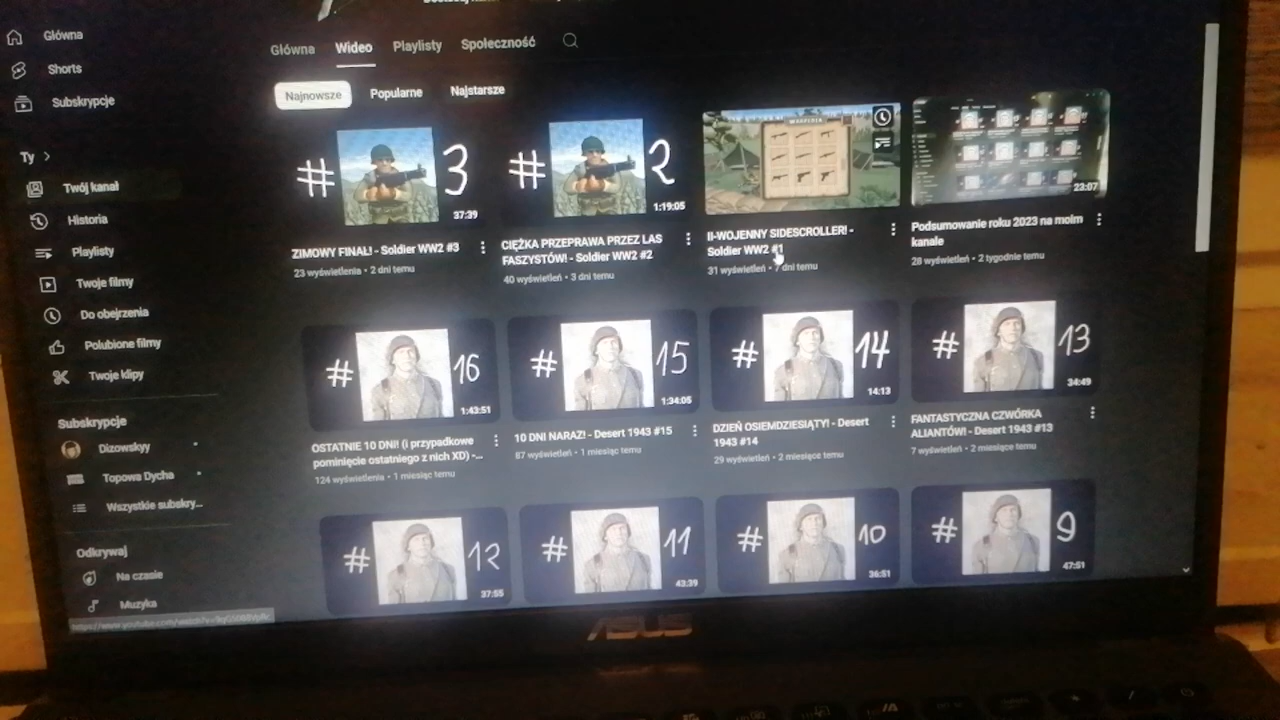 Główna
Shorts
Subskrypcje
Ty
Twój kanał
Historia
Playlisty
Twoje filmy
Do obejrzenia
Polubione filmy
Twoje klipy
Subskrypcje
Dizowskyy
Topowa Dycha
Wszystkie subskry...
Odkrywaj
Na czasie
Muzyka
Główna Wideo Playlisty Społeczność
Najnowsze Popularne Najstarsze
# 3
37:39
ZIMOWY FINAŁ! - Soldier WW2 #3
23 wyświetlenia • 2 dni temu
# 2
1:19:05
CIĘŻKA PRZEPRAWA PRZEZ LAS
FASZYSTÓW! - Soldier WW2 #2
40 wyświetleń • 3 dni temu
II-WOJENNY SIDESCROLLER! -
Soldier WW2 #1
31 wyświetleń • 7 dni temu
23:07
Podsumowanie roku 2023 na moim
kanale
28 wyświetleń • 2 tygodnie temu
# 16
1:43:51
OSTATNIE 10 DNI! (i przypadkowe
pominięcie ostatniego z nich XD) -...
124 wyświetlenia • 1 miesiąc temu
# 15
1:34:05
10 DNI NARAZ! - Desert 1943 #15
87 wyświetleń • 1 miesiąc temu
# 14
14:13
DZIEŃ OSIEMDZIESIĄTY! - Desert
1943 #14
29 wyświetleń • 2 miesiące temu
# 13
34:49
FANTASTYCZNA CZWÓRKA
ALIANTÓW! - Desert 1943 #13
7 wyświetleń • 2 miesiące temu
# 12
37:55
# 11
43:39
# 10
36:51
# 9
47:51
ASUS